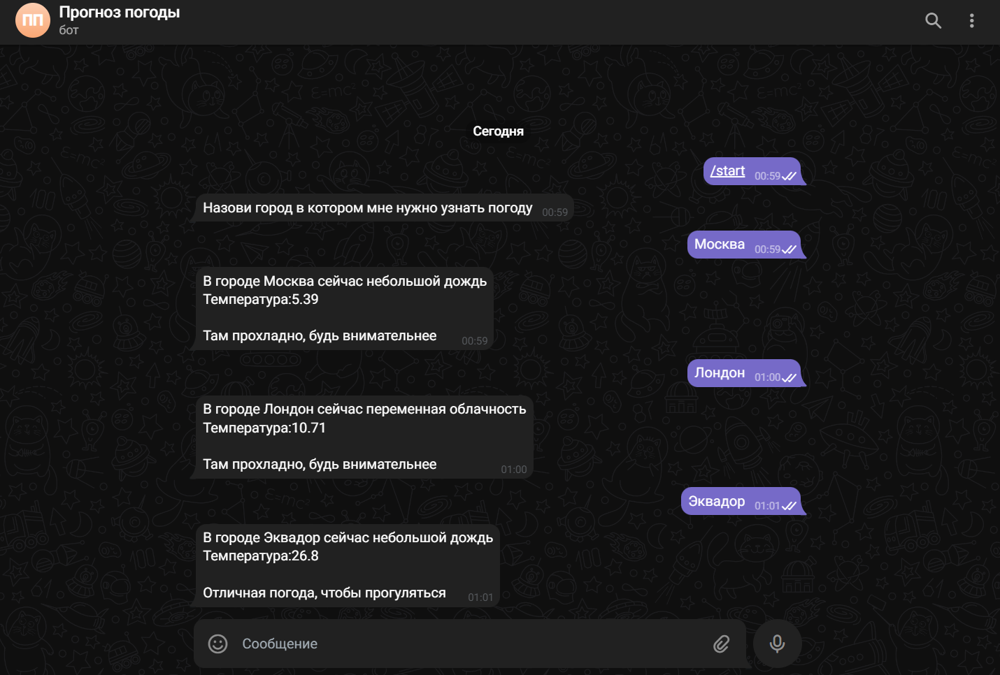 ПП
Прогноз погоды
бот
Сегодня
/start 00:59
Назови город в котором мне нужно узнать погоду 00:59
Москва 00:59
В городе Москва сейчас небольшой дождь
Температура:5.39
Там прохладно, будь внимательнее 00:59
Лондон 01:00
В городе Лондон сейчас переменная облачность
Температура:10.71
Там прохладно, будь внимательнее 01:00
Эквадор 01:01
В городе Эквадор сейчас небольшой дождь
Температура:26.8
Отличная погода, чтобы прогуляться 01:01
Сообщение